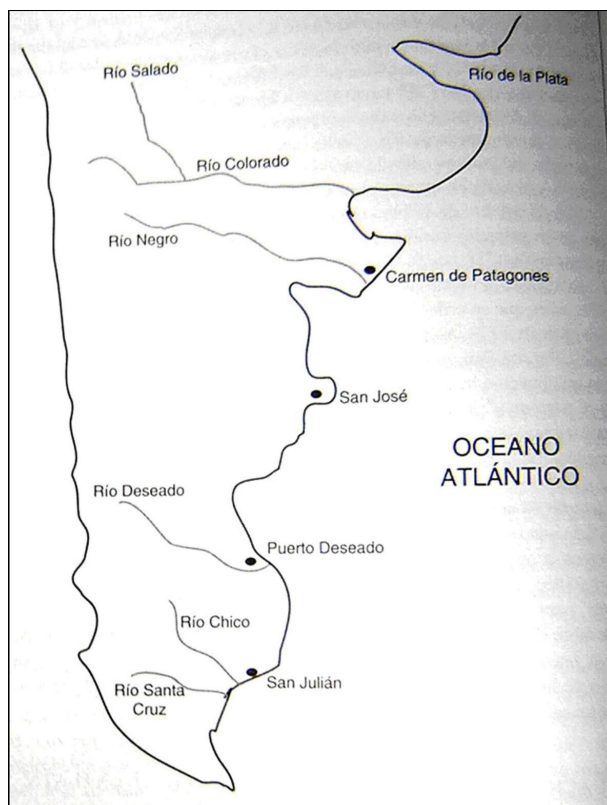 Río Salado
Río de la Plata
Río Colorado
Río Negro
Carmen de Patagones
San José
OCEANO
ATLÁNTICO
Río Deseado
Puerto Deseado
Río Chico
San Julián
Río Santa
Cruz